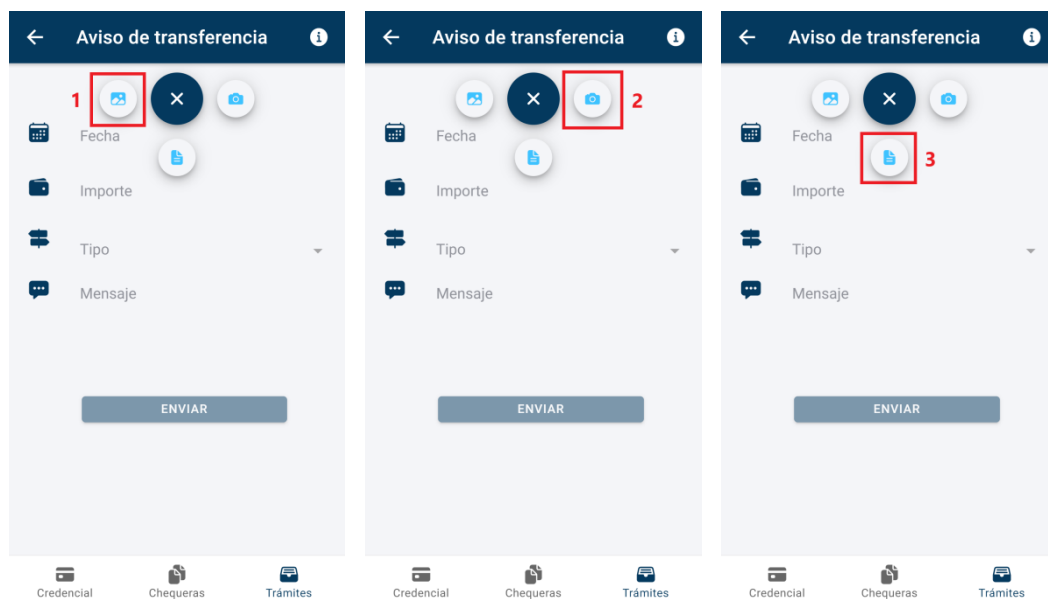 Aviso de transferencia
1
Fecha
Importe
Tipo
Mensaje
ENVIAR
Credencial Chequeras Trámites
Aviso de transferencia
2
Fecha
Importe
Tipo
Mensaje
ENVIAR
Credencial Chequeras Trámites
Aviso de transferencia
Fecha
3
Importe
Tipo
Mensaje
ENVIAR
Credencial Chequeras Trámites